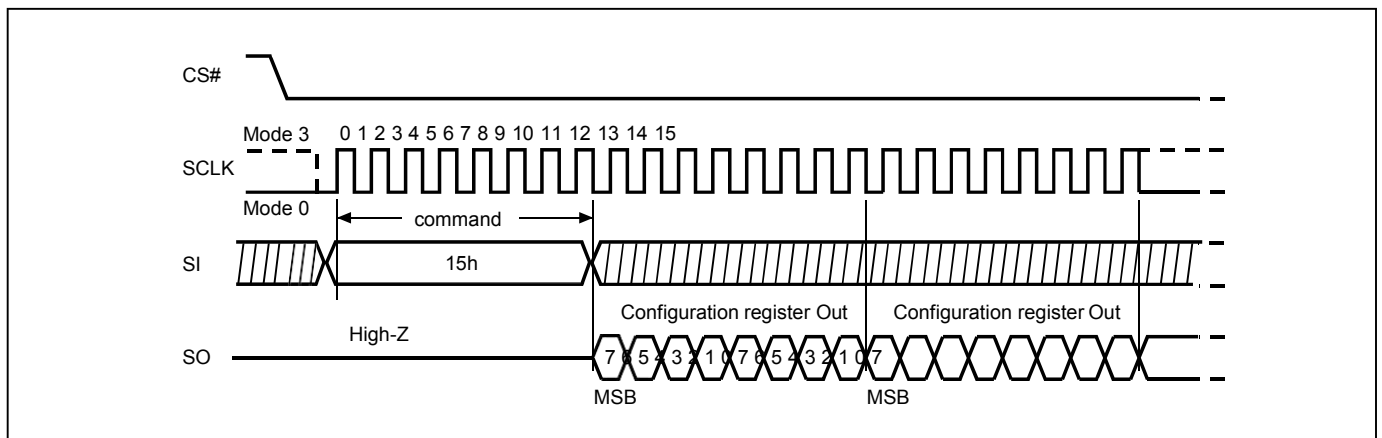 CS#
Mode 3 0 1 2 3 4 5 6 7 8 9 10 11 12 13 14 15
SCLK
Mode 0
command
SI
15h
Configuration register Out Configuration register Out
High-Z
SO
7 6 5 4 3 2 1 0 7 6 5 4 3 2 1 0 7
MSB MSB